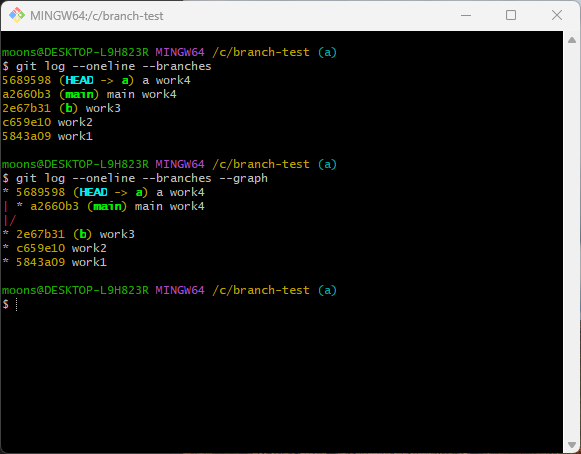 MINGW64:/c/branch-test
moons@DESKTOP-L9H823R MINGW64 /c/branch-test (a)
$ git log --oneline --branches
5689598 (HEAD -> a) a work4
a2660b3 (main) main work4
2e67b31 (b) work3
c659e10 work2
5843a09 work1
moons@DESKTOP-L9H823R MINGW64 /c/branch-test (a)
$ git log --oneline --branches --graph
* 5689598 (HEAD -> a) a work4
| * a2660b3 (main) main work4
|/
* 2e67b31 (b) work3
* c659e10 work2
* 5843a09 work1
moons@DESKTOP-L9H823R MINGW64 /c/branch-test (a)
$